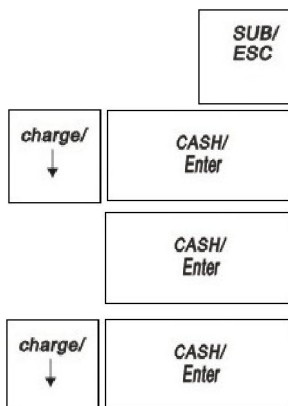 SUB/
ESC
charge/
CASH/
Enter
CASH/
Enter
charge/
CASH/
Enter